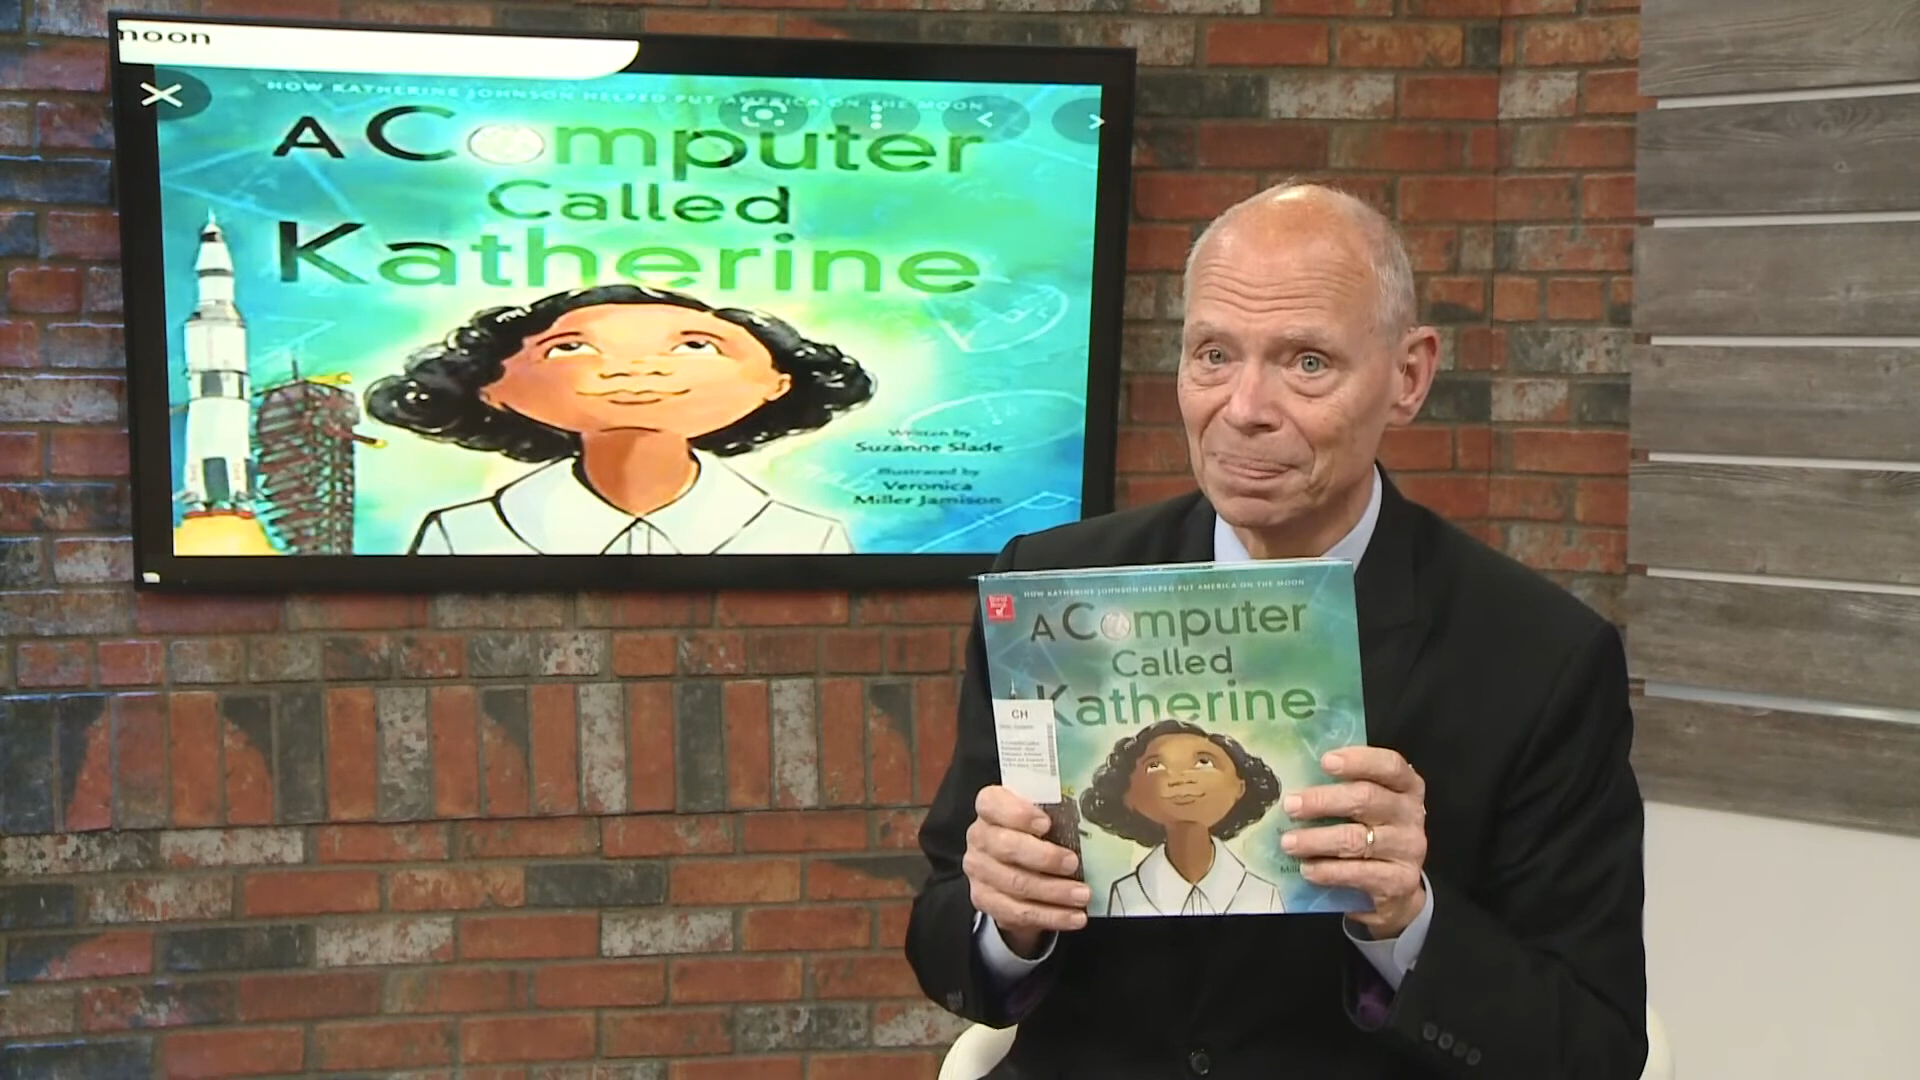 moon
HOW KATHERINE JOHNSON HELPED PUT AMERICA ON THE MOON
A Computer
Called
Katherine
Written by
Suzanne Slade
Illustrated by
Veronica
Miller Jamison
HOW KATHERINE JOHNSON HELPED PUT AMERICA ON THE MOON
A Computer
Called
Katherine
CH